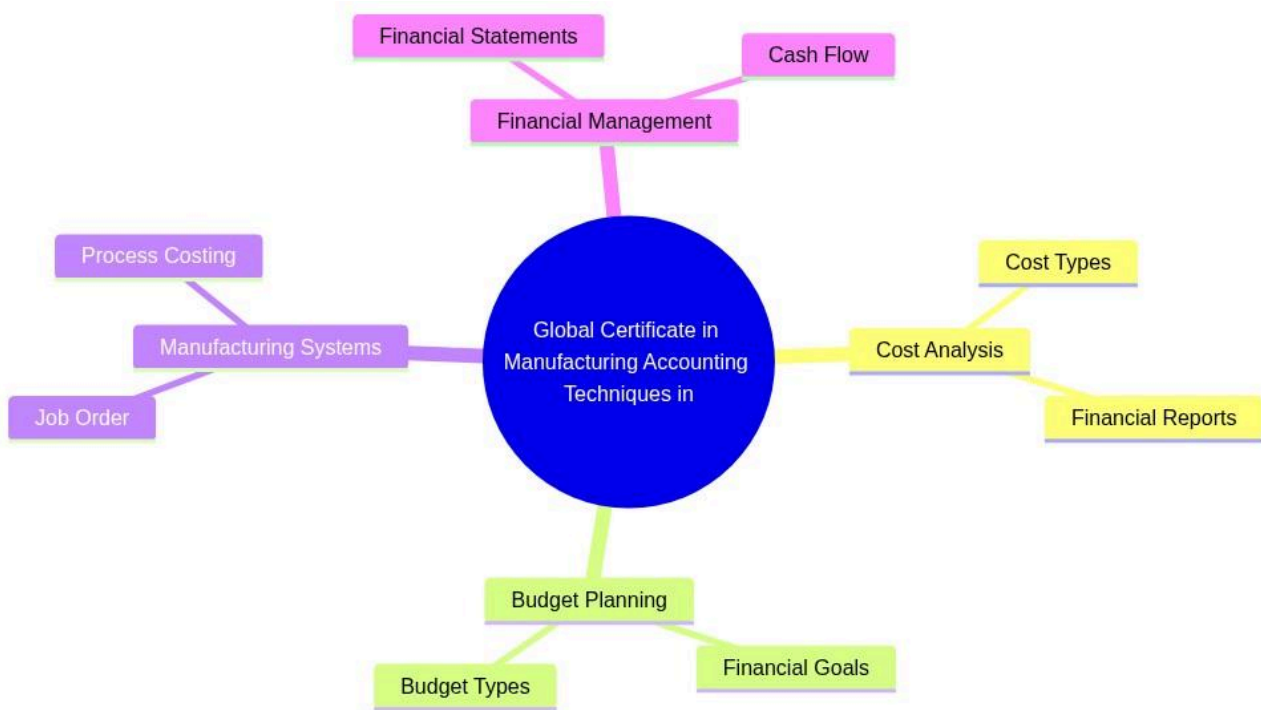 Financial Statements
Cash Flow
Financial Management
Process Costing
Cost Types
Manufacturing Systems
Global Certificate in
Manufacturing Accounting
Techniques in
Cost Analysis
Job Order
Financial Reports
Budget Planning
Financial Goals
Budget Types